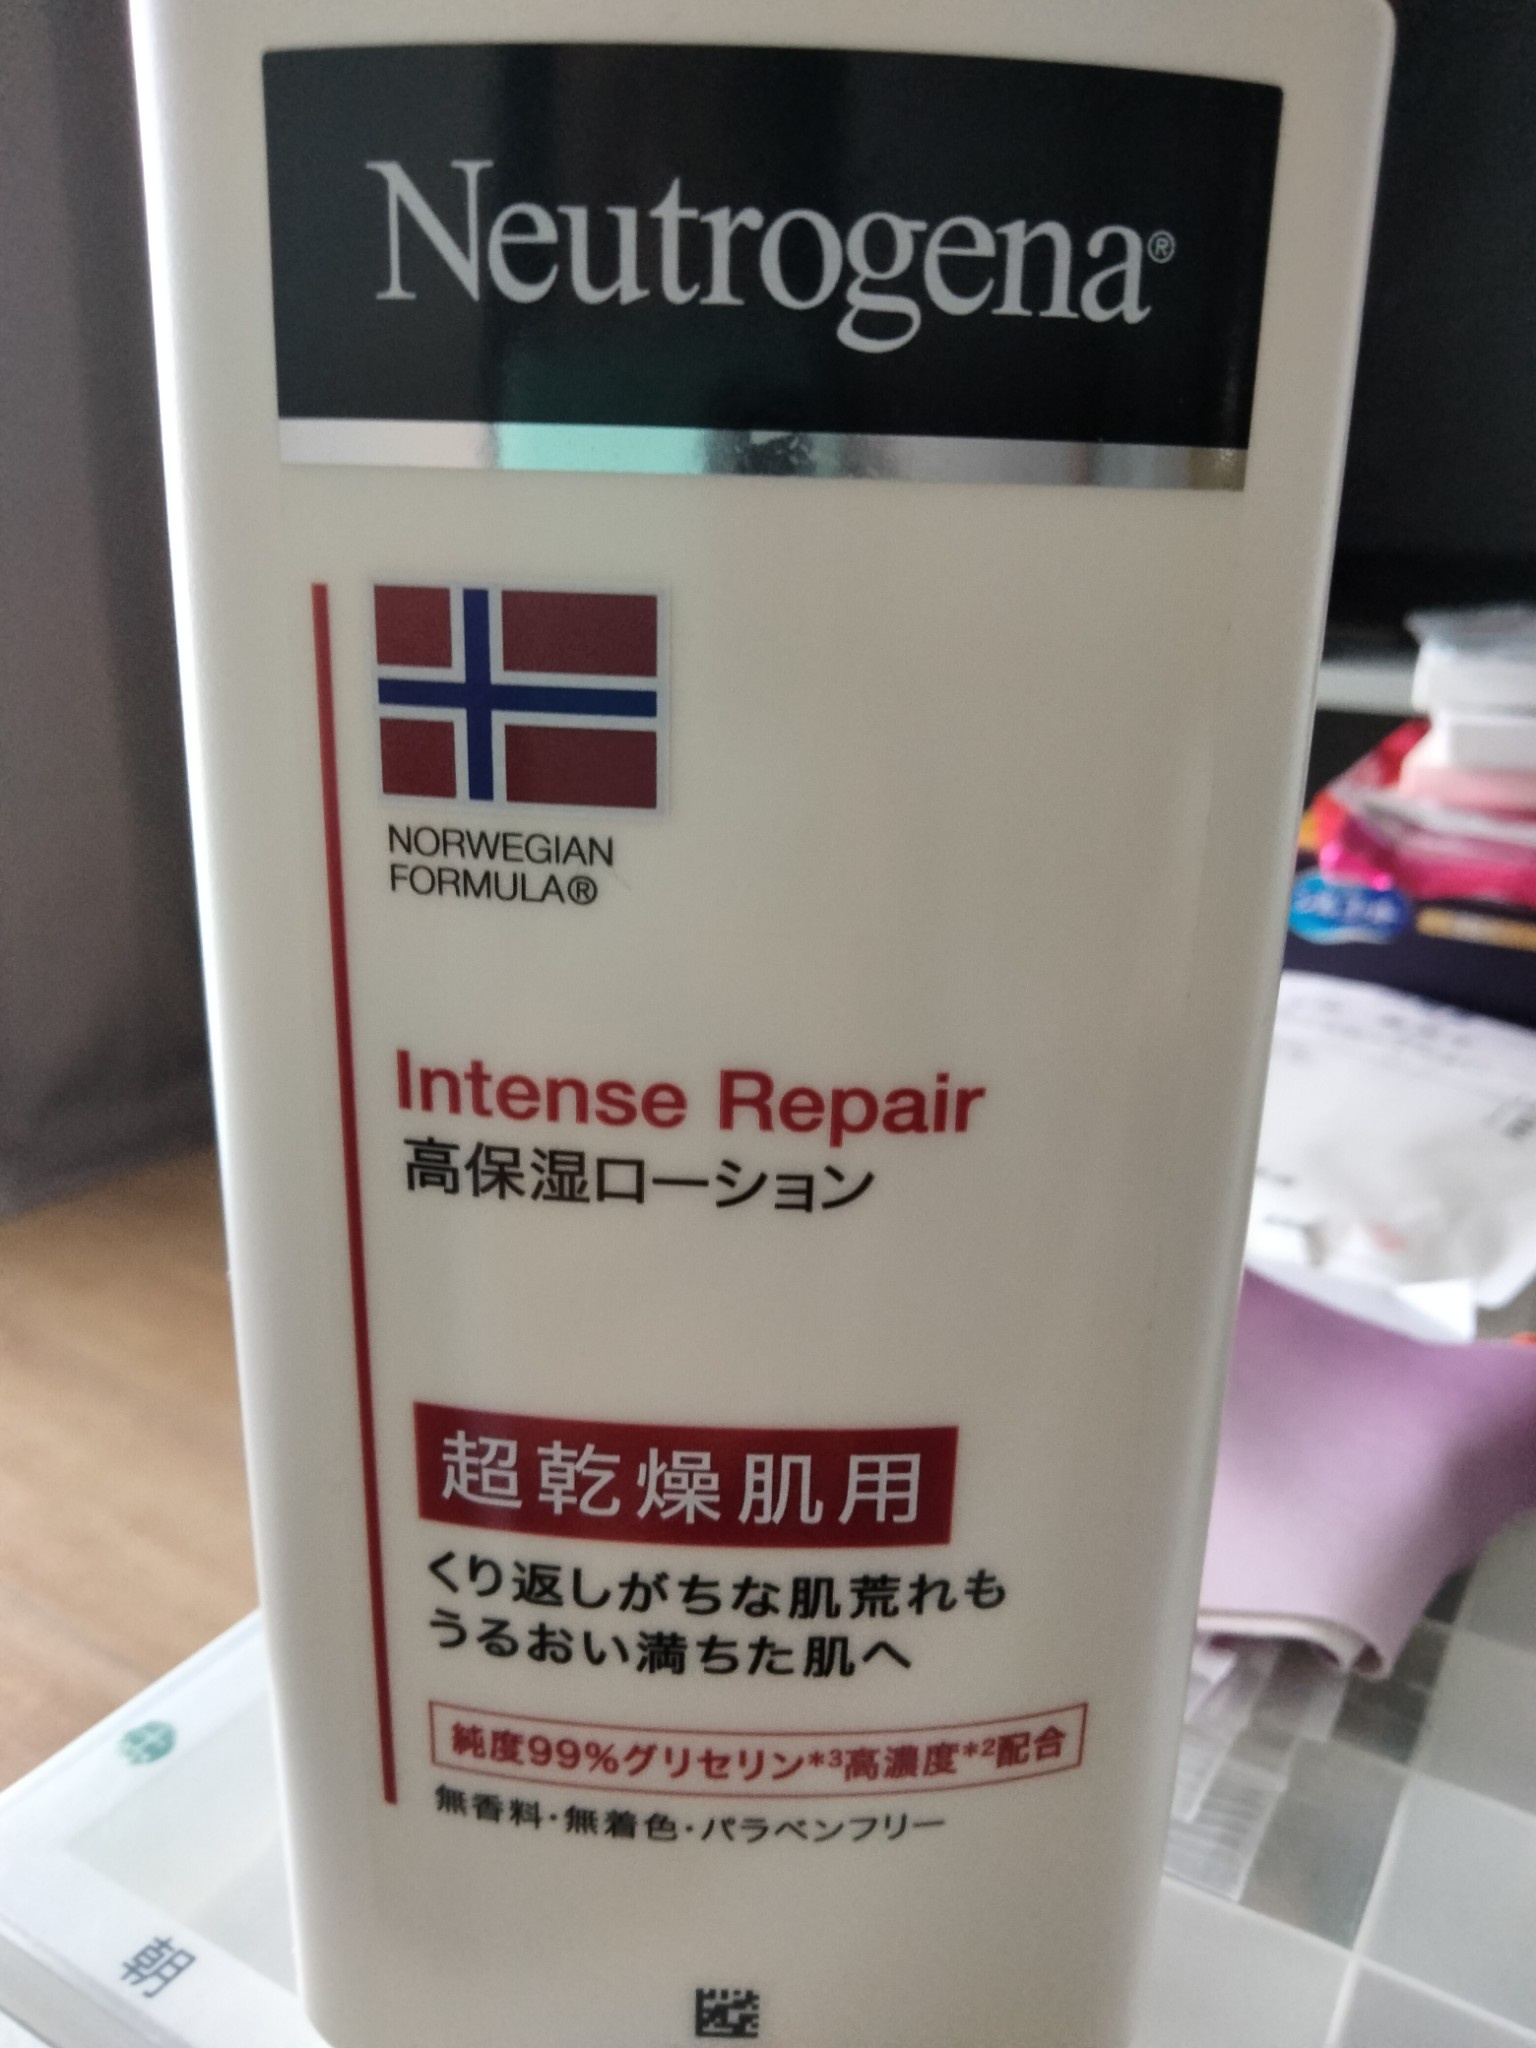 Neutrogena®
NORWEGIAN
FORMULA®
Intense Repair
高保湿ローション
超乾燥肌用
くり返しがちな肌荒れも
うるおい満ちた肌へ
純度99%グリセリン*3高濃度*2配合
無香料・無着色・パラベンフリー
朝